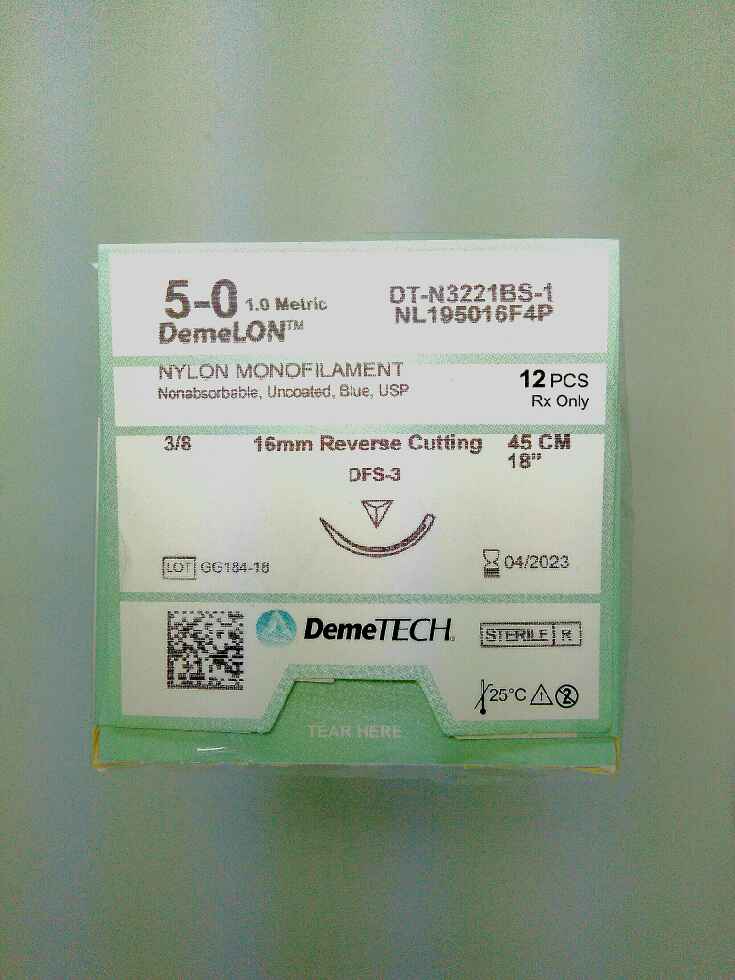 5-0 1.0 Metric
DT-N3221BS-1
DemeLON™
NL195016F4P
NYLON MONOFILAMENT
Nonabsorbable, Uncoated, Blue, USP
12 PCS
Rx Only
3/8
16mm Reverse Cutting
45 CM
18”
DFS-3
LOT GG184-18
04/2023
DemeTECH
STERILE R
25°C
2
TEAR HERE